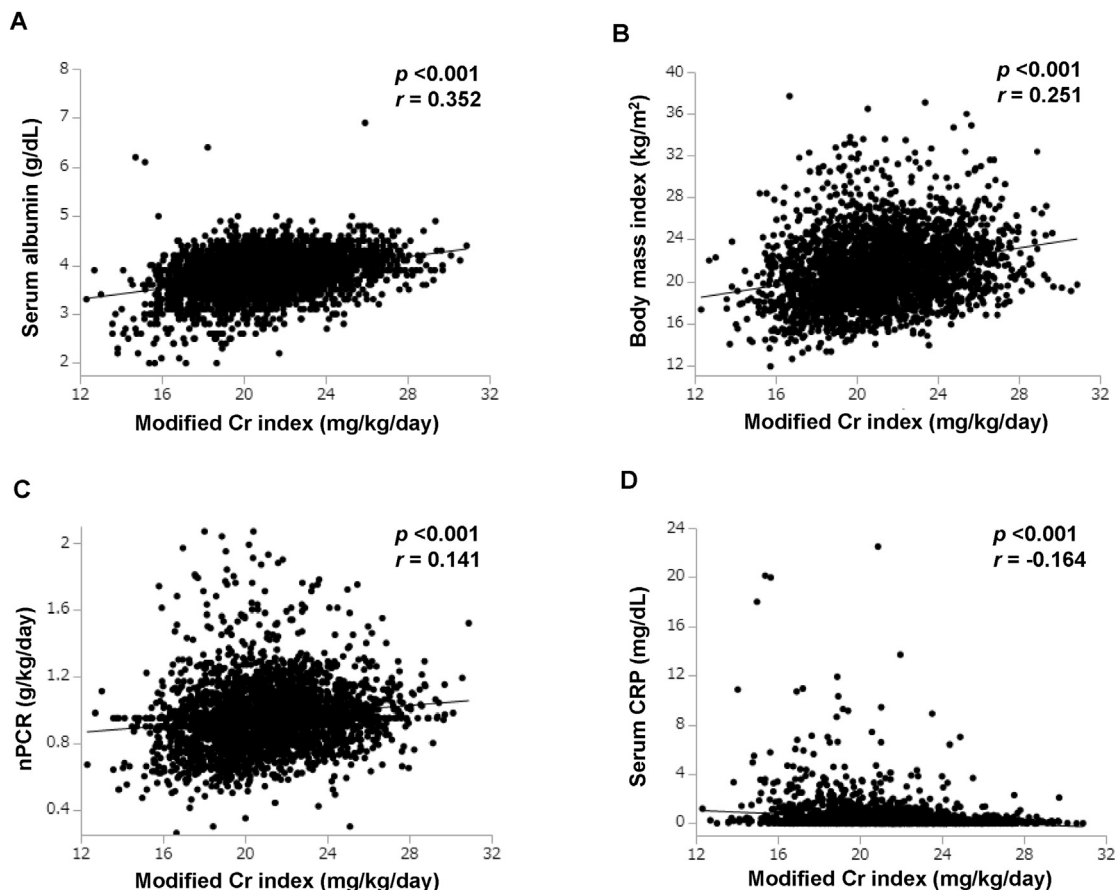 A
p <0.001
r = 0.352
Serum albumin (g/dL)
8
7
6
5
4
3
2
12 16 20 24 28 32
Modified Cr index (mg/kg/day)
B
p <0.001
r = 0.251
Body mass index (kg/m²)
40
36
32
28
24
20
16
12
12 16 20 24 28 32
Modified Cr index (mg/kg/day)
C
p <0.001
r = 0.141
nPCR (g/kg/day)
2
1.6
1.2
0.8
0.4
12 16 20 24 28 32
Modified Cr index (mg/kg/day)
D
p <0.001
r = -0.164
Serum CRP (mg/dL)
24
20
16
12
8
4
0
12 16 20 24 28 32
Modified Cr index (mg/kg/day)